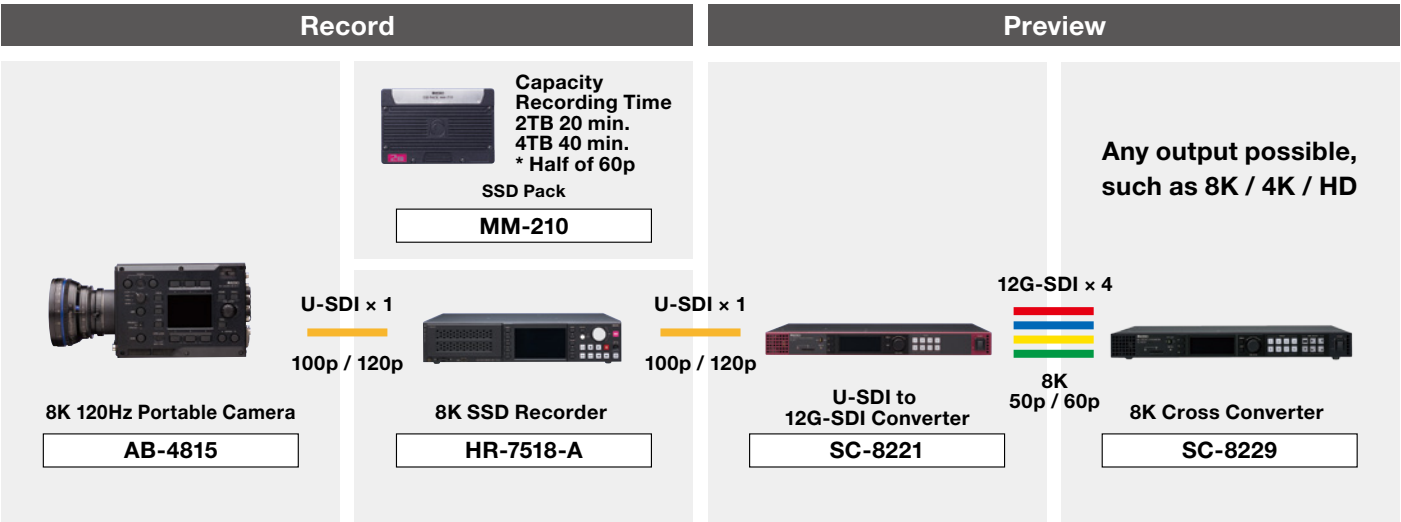 Record
Preview
Capacity
Recording Time
2TB 20 min.
4TB 40 min.
* Half of 60p
SSD Pack
MM-210
Any output possible,
such as 8K / 4K / HD
U-SDI × 1
100p / 120p
U-SDI × 1
100p / 120p
12G-SDI × 4
8K
50p / 60p
8K 120Hz Portable Camera
AB-4815
8K SSD Recorder
HR-7518-A
U-SDI to
12G-SDI Converter
SC-8221
8K Cross Converter
SC-8229